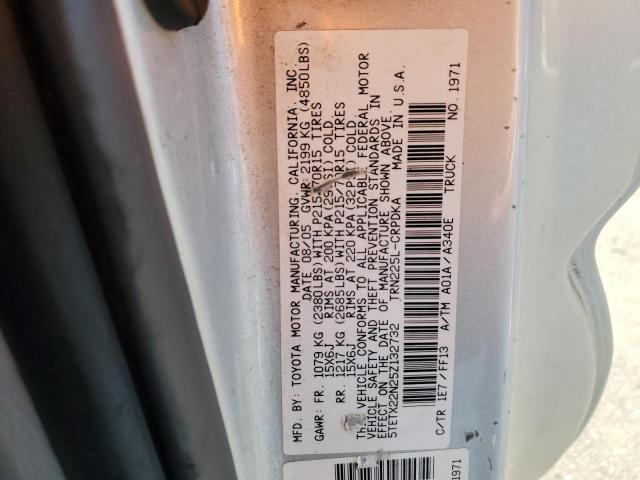 MFD. BY: TOYOTA MOTOR MANUFACTURING, CALIFORNIA, INC.
DATE 08/05 GVWR: 2199 KG (4850LBS)
GAWR: FR. 1079 KG (2380LBS) WITH P215/70R15 TIRES
15X6J RIMS AT 200 KPA (29 PSI) COLD
RR. 1217 KG (2685LBS) WITH P215/70R15 TIRES
15X6J RIMS AT 220 KPA (32 PSI) COLD
THIS VEHICLE CONFORMS TO ALL APPLICABLE FEDERAL MOTOR
VEHICLE SAFETY AND THEFT PREVENTION STANDARDS IN
EFFECT ON THE DATE OF MANUFACTURE SHOWN ABOVE.
5TETX22N25Z132732 TRN225L-CRPDKA MADE IN U.S.A.
C/TR 1E7/FF13 A/TM A01A/A340E TRUCK NO. 1971
1971